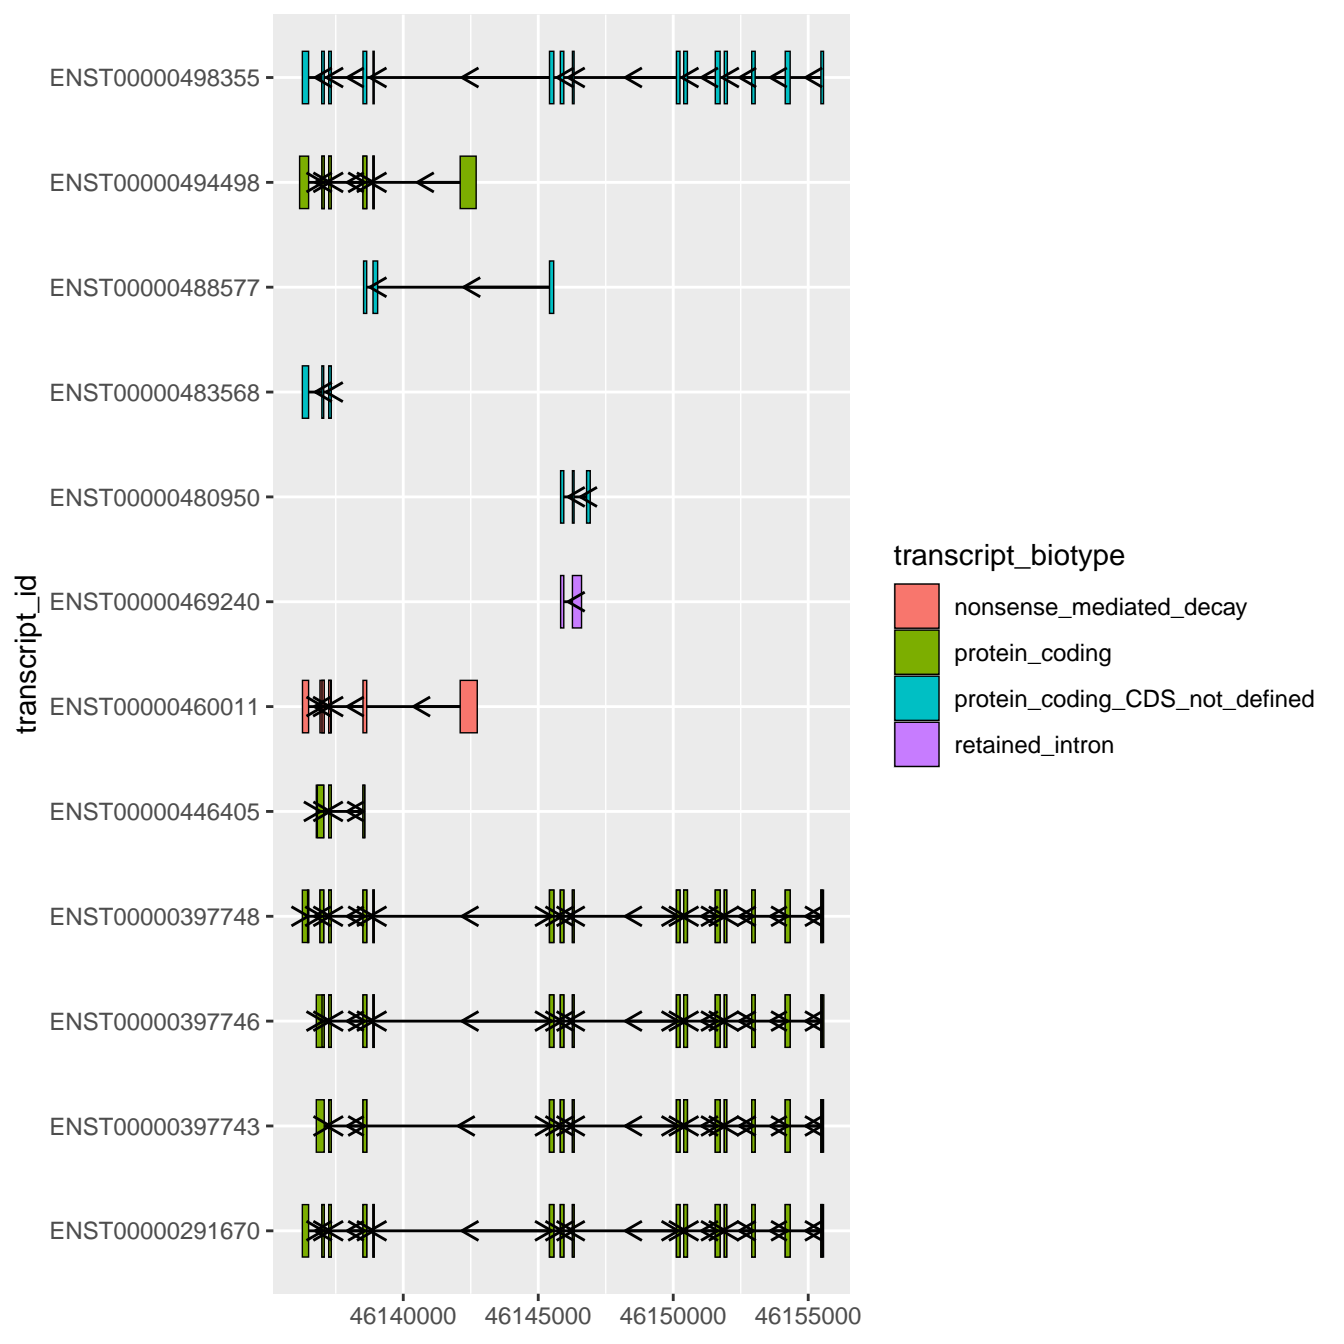 ENST00000498355
ENST00000494498
ENST00000488577
ENST00000483568
ENST00000480950
ENST00000469240
ENST00000460011
ENST00000446405
ENST00000397748
ENST00000397746
ENST00000397743
ENST00000291670
transcript_id
46140000
46145000
46150000
46155000
transcript_biotype
nonsense_mediated_decay
protein_coding
protein_coding_CDS_not_defined
retained_intron